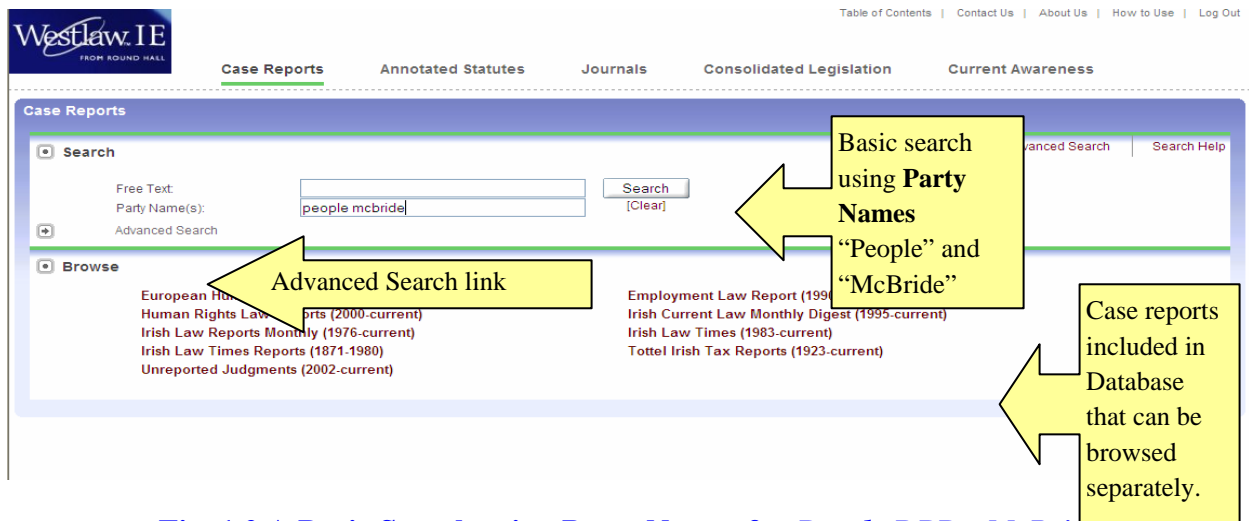 Table of Contents | Contact Us | About Us | How to Use | Log Out
Westlaw.IE
FROM ROUND HALL
Case Reports Annotated Statutes Journals Consolidated Legislation Current Awareness
Case Reports
Search
Search Help
Free Text:
Search
Party Name(s):
people mcbride
[Clear]
Advanced Search
Basic search
using Party
Names
“People” and
“McBride”
Browse
Advanced Search link
European
Human Rights Law
(2000-current)
Irish Law Reports Monthly (1976-current)
Irish Law Times Reports (1871-1980)
Unreported Judgments (2002-current)
Employment Law Report
Irish Current Law Monthly Digest (1995-current)
Irish Law Times (1983-current)
Tottel Irish Tax Reports (1923-current)
Case reports
included in
Database
that can be
browsed
separately.